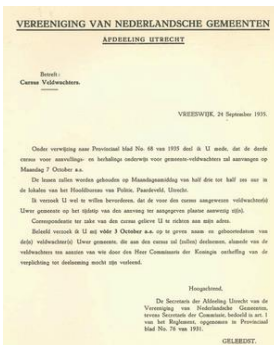 VEREENIGING VAN NEDERLANDSCHE GEMEENTEN
AFDEELING UTRECHT
Betreft:
Cursus Veldwachters.
VREESWIJK, 24 September 1935.
Onder verwijzing naar Provinciaal blad No. 68 van 1935 deel ik U mede, dat de derde
cursus voor aanvullings- en herhalings onderwijs voor gemeente-veldwachters zal aanvangen op
Maandag 7 October a.s.
De lessen zullen worden gehouden op Maandagnamiddag van half drie tot half zes uur in
de lokalen van het Hoofdbureau van Politie, Paardeveld, Utrecht.
Ik verzoek U wel te willen bevorderen, dat de voor den cursus aangewezen veldwachter(s)
Uwer gemeente op het tijdstip van den aanvang ter aangegeven plaatse aanwezig zij(n).
Correspondentie ter zake van den cursus gelieve U te richten aan mijn adres.
Beleefd verzoek ik U mij vóór 3 October a.s. op te geven naam en geboortedatum van
de(n) veldwachter(s) Uwer gemeente, die aan den cursus zal (zullen) deelnemen, alsmede van de
veldwachters ten aanzien van wie door den Heer Commissaris der Koningin ontheffing van de
verplichting tot deelneming mocht zijn verleend.
Hoogachtend,
De Secretaris der Afdeeling Utrecht van de
Vereeniging van Nederlandsche Gemeenten,
tevens Secretaris der Commissie, bedoeld in art. 1
van het Reglement, opgenomen in Provinciaal
blad No. 76 van 1931.
GELEEDST.